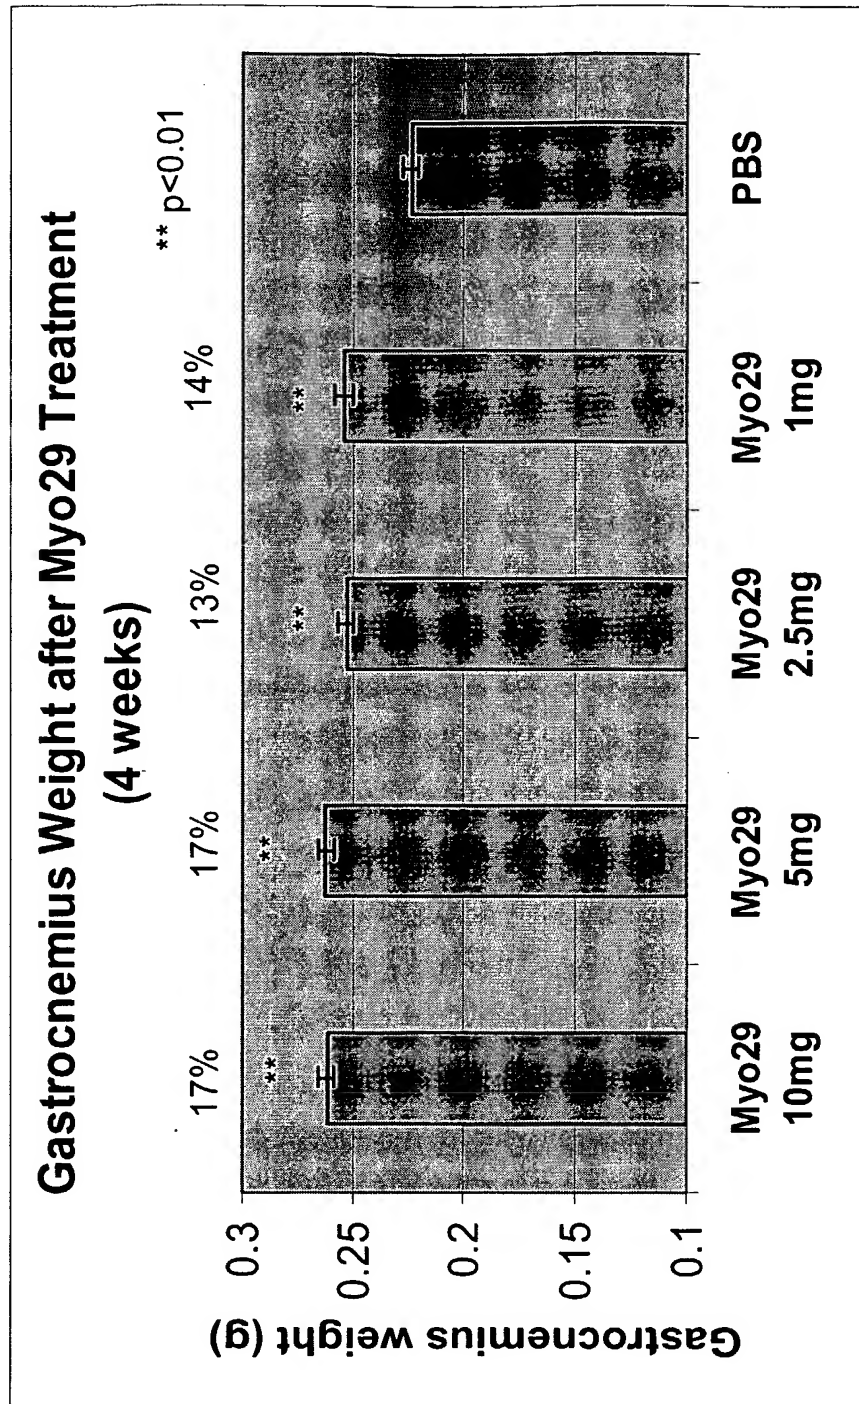 Gastrocnemius Weight after Myo29 Treatment
(4 weeks)
** p<0.01
17% 17% 13% 14%
** ** ** **
Gastrocnemius weight (g)
0.3
0.25
0.2
0.15
0.1
Myo29 Myo29 Myo29 Myo29 PBS
10mg 5mg 2.5mg 1mg